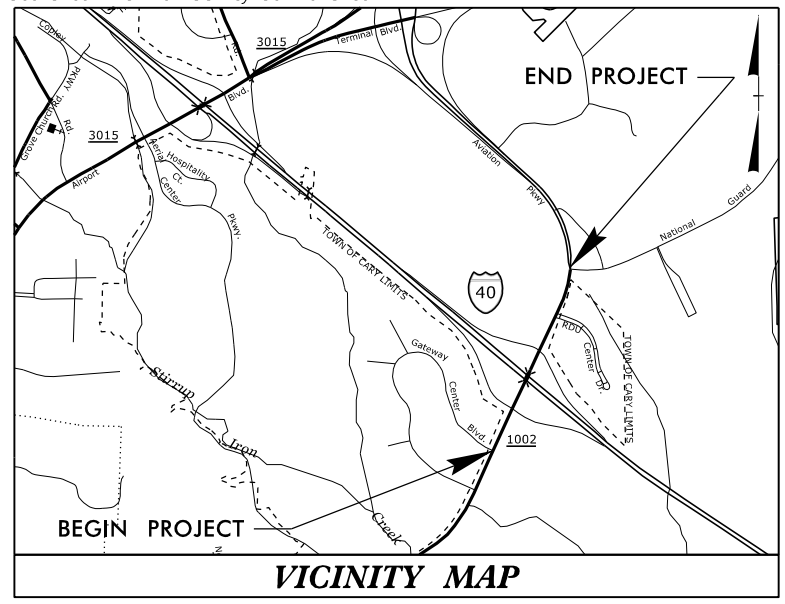 Copley
PKWY
Grove Church Rd.
Rd.
3015
Terminal Blvd.
Blvd.
END PROJECT
3015
Airport
Aerial
Center
Hospitality
Ct.
Pkwy.
Aviation
Pkwy
National
Guard
TOWN OF CARY LIMITS
40
RDU
Center
Dr.
TOWN OF CARY LIMITS
Gateway
Center
Blvd.
1002
Stirrup
Iron
Creek
BEGIN PROJECT
N
VICINITY MAP